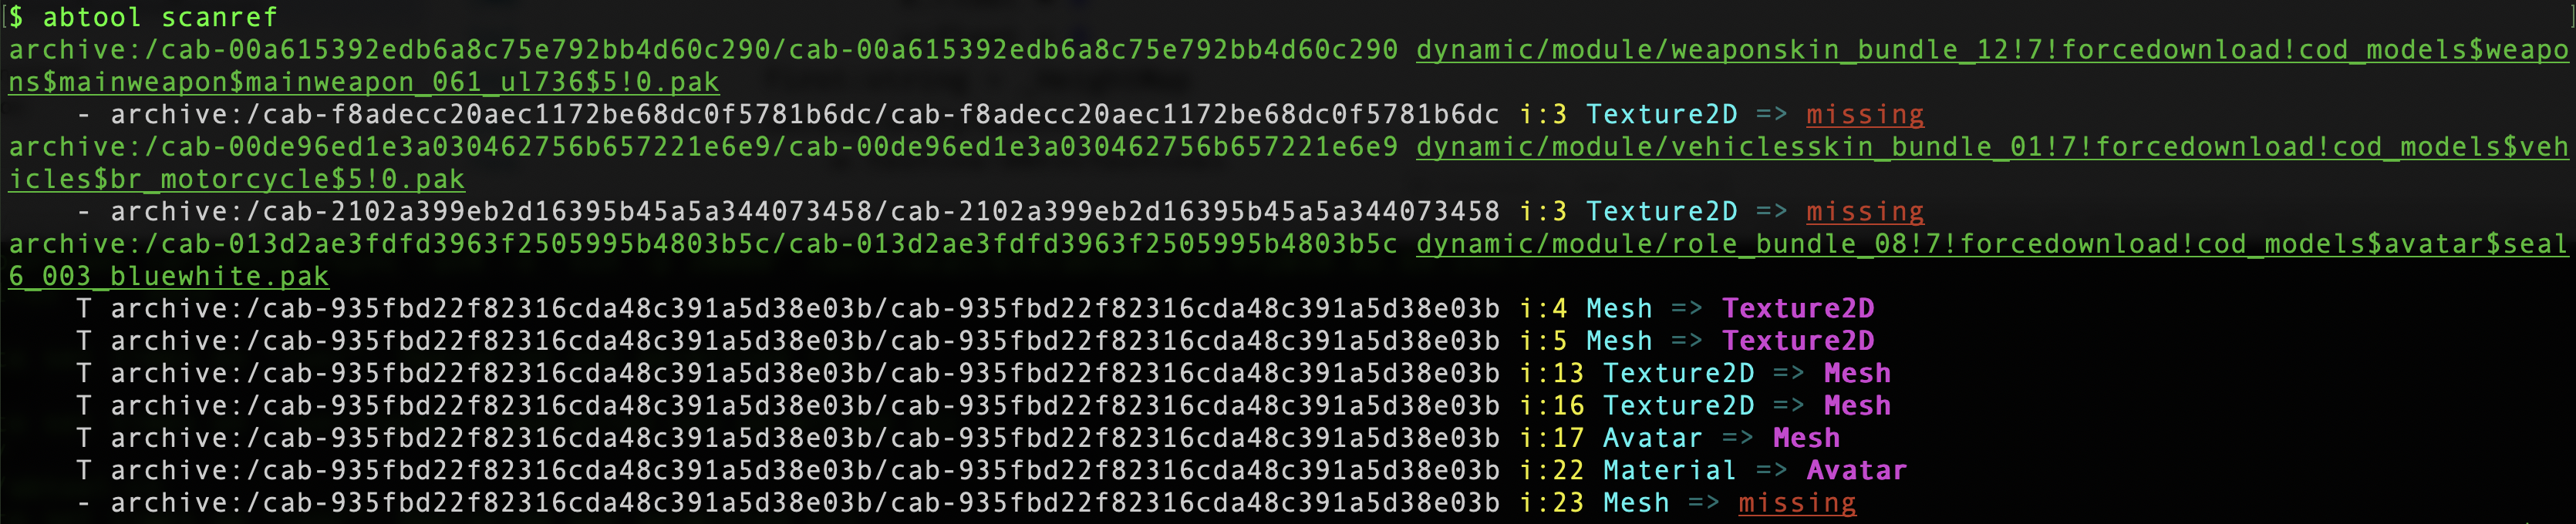 [$ abtool scanref ]
archive:/cab-00a615392edb6a8c75e792bb4d60c290/cab-00a615392edb6a8c75e792bb4d60c290 dynamic/module/weaponskin_bundle_12!7!forcedownload!cod_models$weapo
ns$mainweapon$mainweapon_061_ul736$5!0.pak
- archive:/cab-f8adecc20aec1172be68dc0f5781b6dc/cab-f8adecc20aec1172be68dc0f5781b6dc i:3 Texture2D => missing
archive:/cab-00de96ed1e3a030462756b657221e6e9/cab-00de96ed1e3a030462756b657221e6e9 dynamic/module/vehiclesskin_bundle_01!7!forcedownload!cod_models$veh
icles$br_motorcycle$5!0.pak
- archive:/cab-2102a399eb2d16395b45a5a344073458/cab-2102a399eb2d16395b45a5a344073458 i:3 Texture2D => missing
archive:/cab-013d2ae3fdfd3963f2505995b4803b5c/cab-013d2ae3fdfd3963f2505995b4803b5c dynamic/module/role_bundle_08!7!forcedownload!cod_models$avatar$seal
6_003_bluewhite.pak
T archive:/cab-935fbd22f82316cda48c391a5d38e03b/cab-935fbd22f82316cda48c391a5d38e03b i:4 Mesh => Texture2D
T archive:/cab-935fbd22f82316cda48c391a5d38e03b/cab-935fbd22f82316cda48c391a5d38e03b i:5 Mesh => Texture2D
T archive:/cab-935fbd22f82316cda48c391a5d38e03b/cab-935fbd22f82316cda48c391a5d38e03b i:13 Texture2D => Mesh
T archive:/cab-935fbd22f82316cda48c391a5d38e03b/cab-935fbd22f82316cda48c391a5d38e03b i:16 Texture2D => Mesh
T archive:/cab-935fbd22f82316cda48c391a5d38e03b/cab-935fbd22f82316cda48c391a5d38e03b i:17 Avatar => Mesh
T archive:/cab-935fbd22f82316cda48c391a5d38e03b/cab-935fbd22f82316cda48c391a5d38e03b i:22 Material => Avatar
- archive:/cab-935fbd22f82316cda48c391a5d38e03b/cab-935fbd22f82316cda48c391a5d38e03b i:23 Mesh => missing